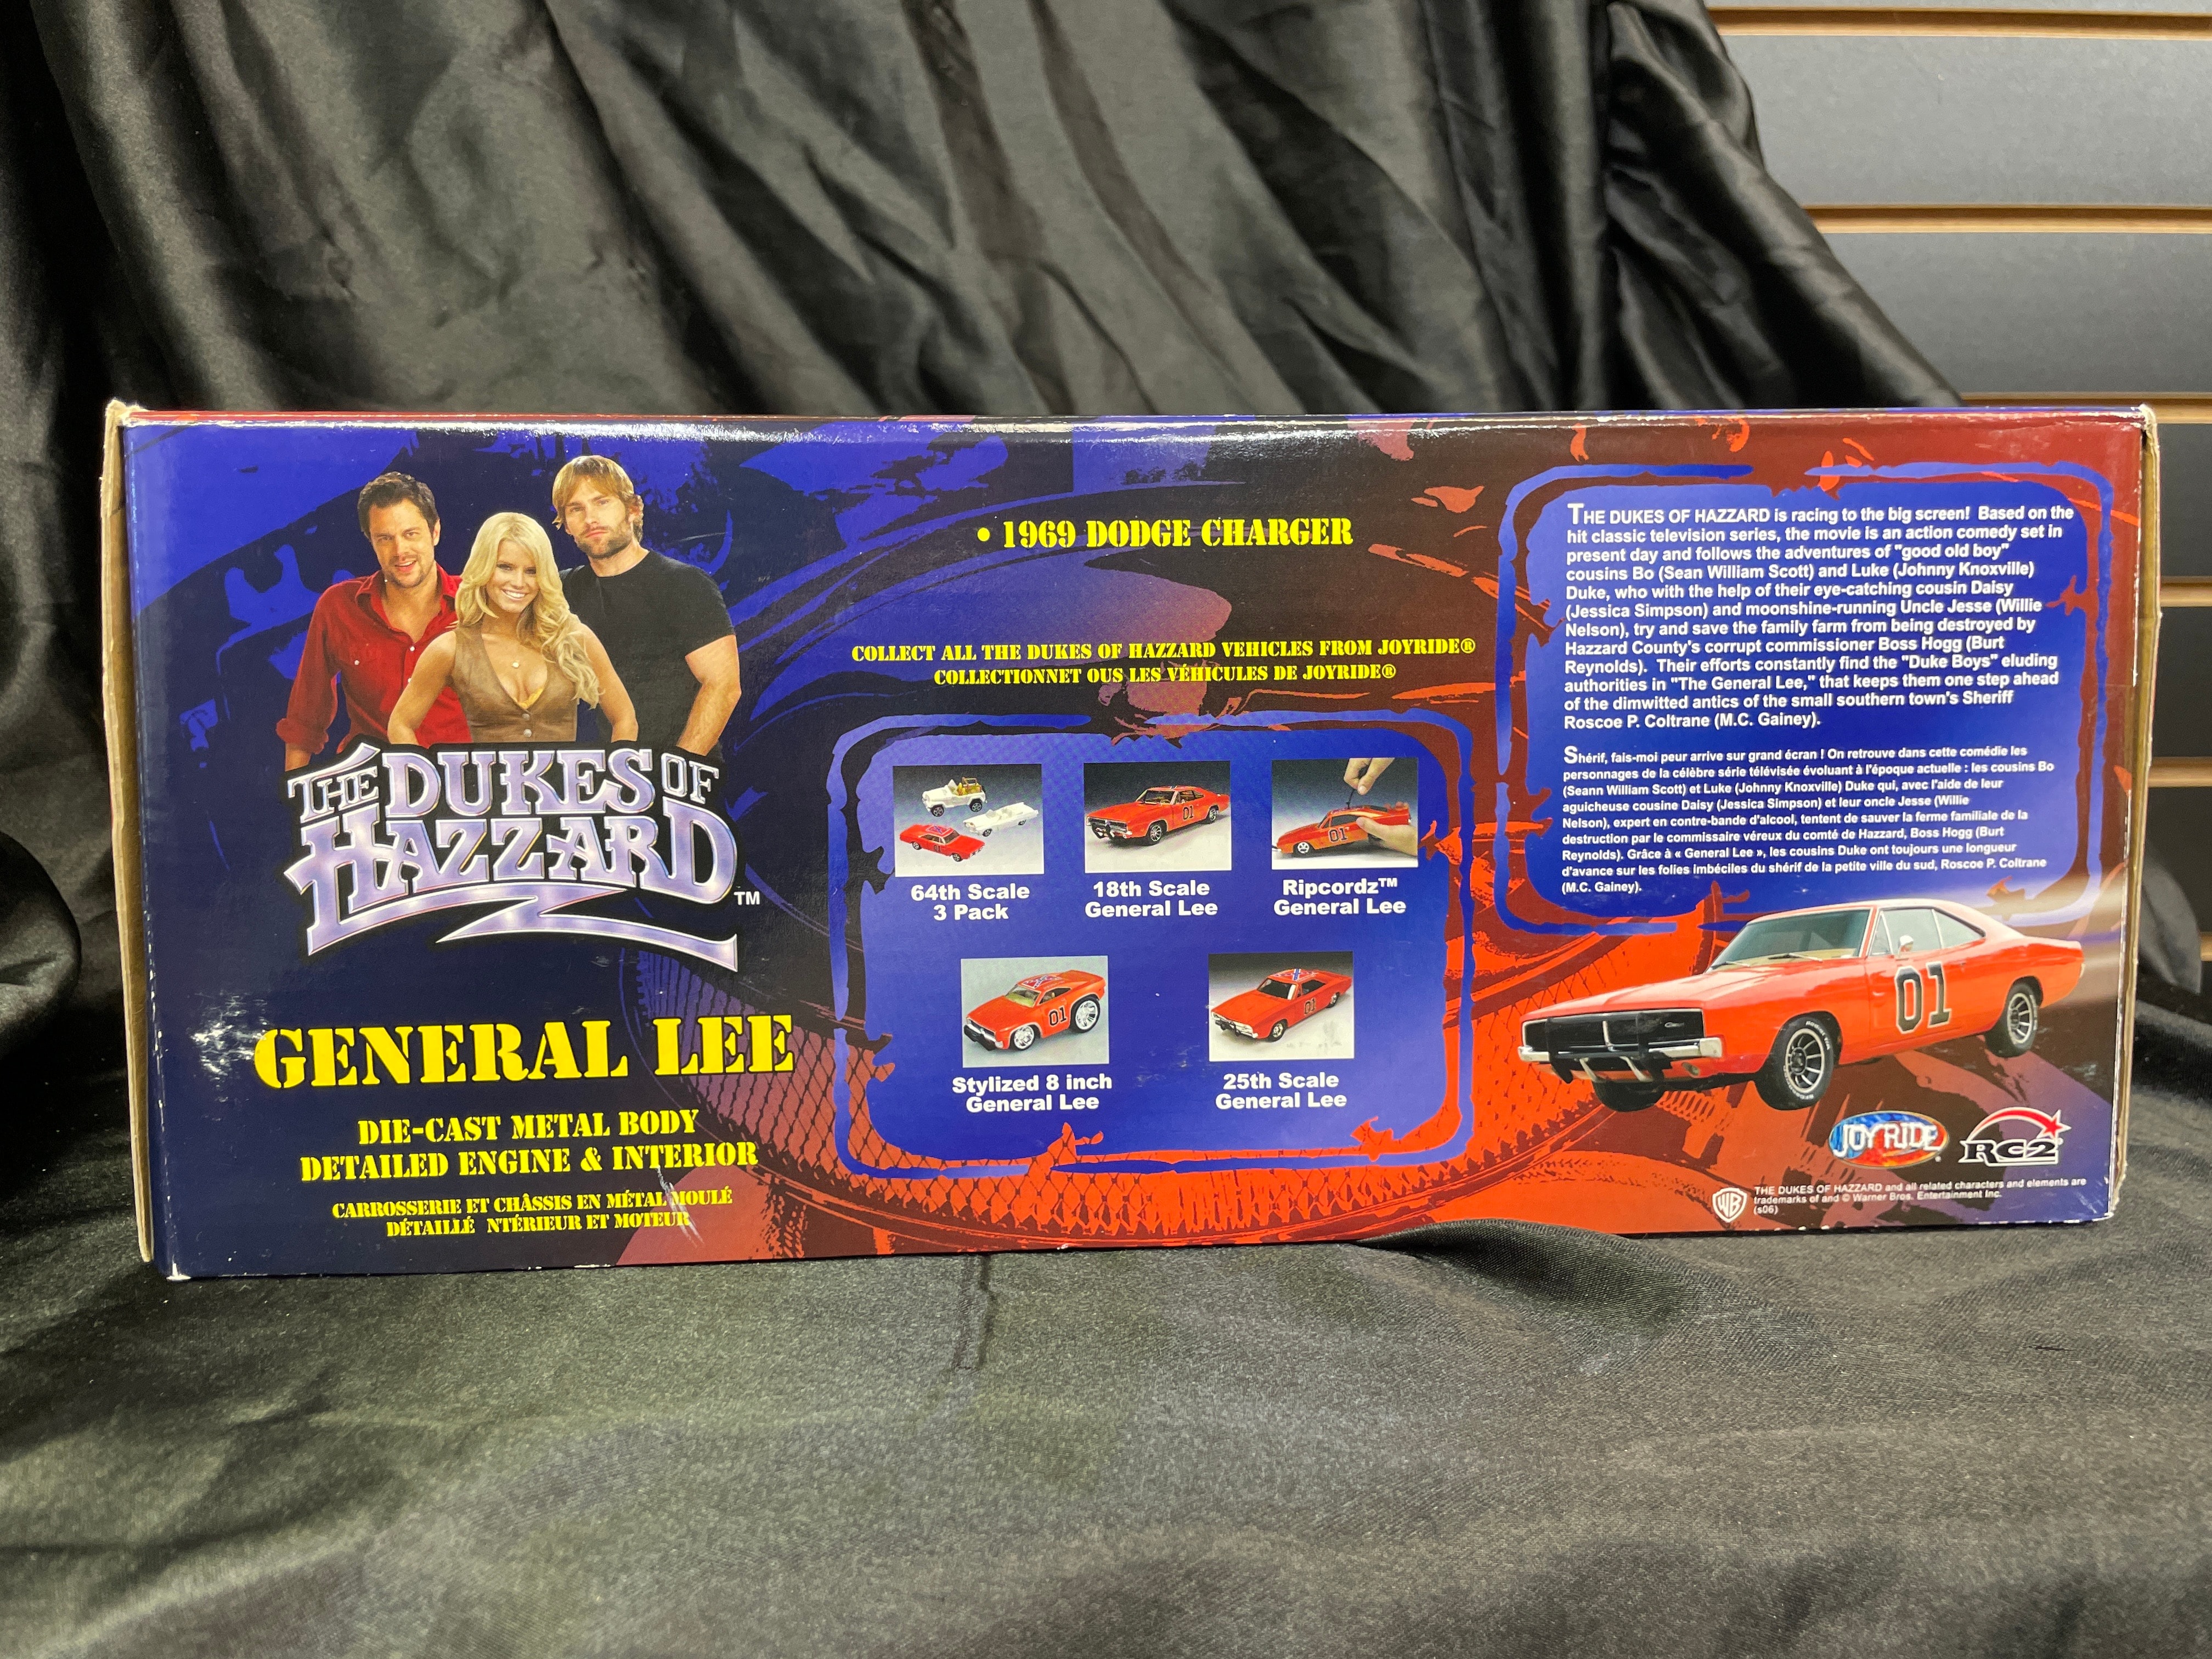 THE DUKES OF
HAZZARD™
GENERAL LEE
DIE-CAST METAL BODY
DETAILED ENGINE & INTERIOR
CARROSSERIE ET CHÂSSIS EN MÉTAL MOULÉ
DÉTAILLÉ NTÉRIEUR ET MOTEUR
• 1969 DODGE CHARGER
COLLECT ALL THE DUKES OF HAZZARD VEHICLES FROM JOYRIDE®
COLLECTIONNET OUS LES VÉHICULES DE JOYRIDE®
64th Scale
3 Pack
18th Scale
General Lee
Ripcordz™
General Lee
Stylized 8 inch
General Lee
25th Scale
General Lee
THE DUKES OF HAZZARD is racing to the big screen! Based on the
hit classic television series, the movie is an action comedy set in
present day and follows the adventures of "good old boy"
cousins Bo (Sean William Scott) and Luke (Johnny Knoxville)
Duke, who with the help of their eye-catching cousin Daisy
(Jessica Simpson) and moonshine-running Uncle Jesse (Willie
Nelson), try and save the family farm from being destroyed by
Hazzard County's corrupt commissioner Boss Hogg (Burt
Reynolds). Their efforts constantly find the "Duke Boys" eluding
authorities in "The General Lee," that keeps them one step ahead
of the dimwitted antics of the small southern town's Sheriff
Roscoe P. Coltrane (M.C. Gainey).
Shérif, fais-moi peur arrive sur grand écran ! On retrouve dans cette comédie les
personnages de la célèbre série télévisée évoluant à l'époque actuelle : les cousins Bo
(Seann William Scott) et Luke (Johnny Knoxville) Duke qui, avec l'aide de leur
aguicheuse cousine Daisy (Jessica Simpson) et leur oncle Jesse (Willie
Nelson), expert en contre-bande d'alcool, tentent de sauver la ferme familiale de la
destruction par le commissaire véreux du comté de Hazzard, Boss Hogg (Burt
Reynolds). Grâce à « General Lee », les cousins Duke ont toujours une longueur
d'avance sur les folies imbéciles du shérif de la petite ville du sud, Roscoe P. Coltrane
(M.C. Gainey).
01
JOYRIDE
RC2
WB
THE DUKES OF HAZZARD and all related characters and elements are
trademarks of and © Warner Bros. Entertainment Inc.
(s06)